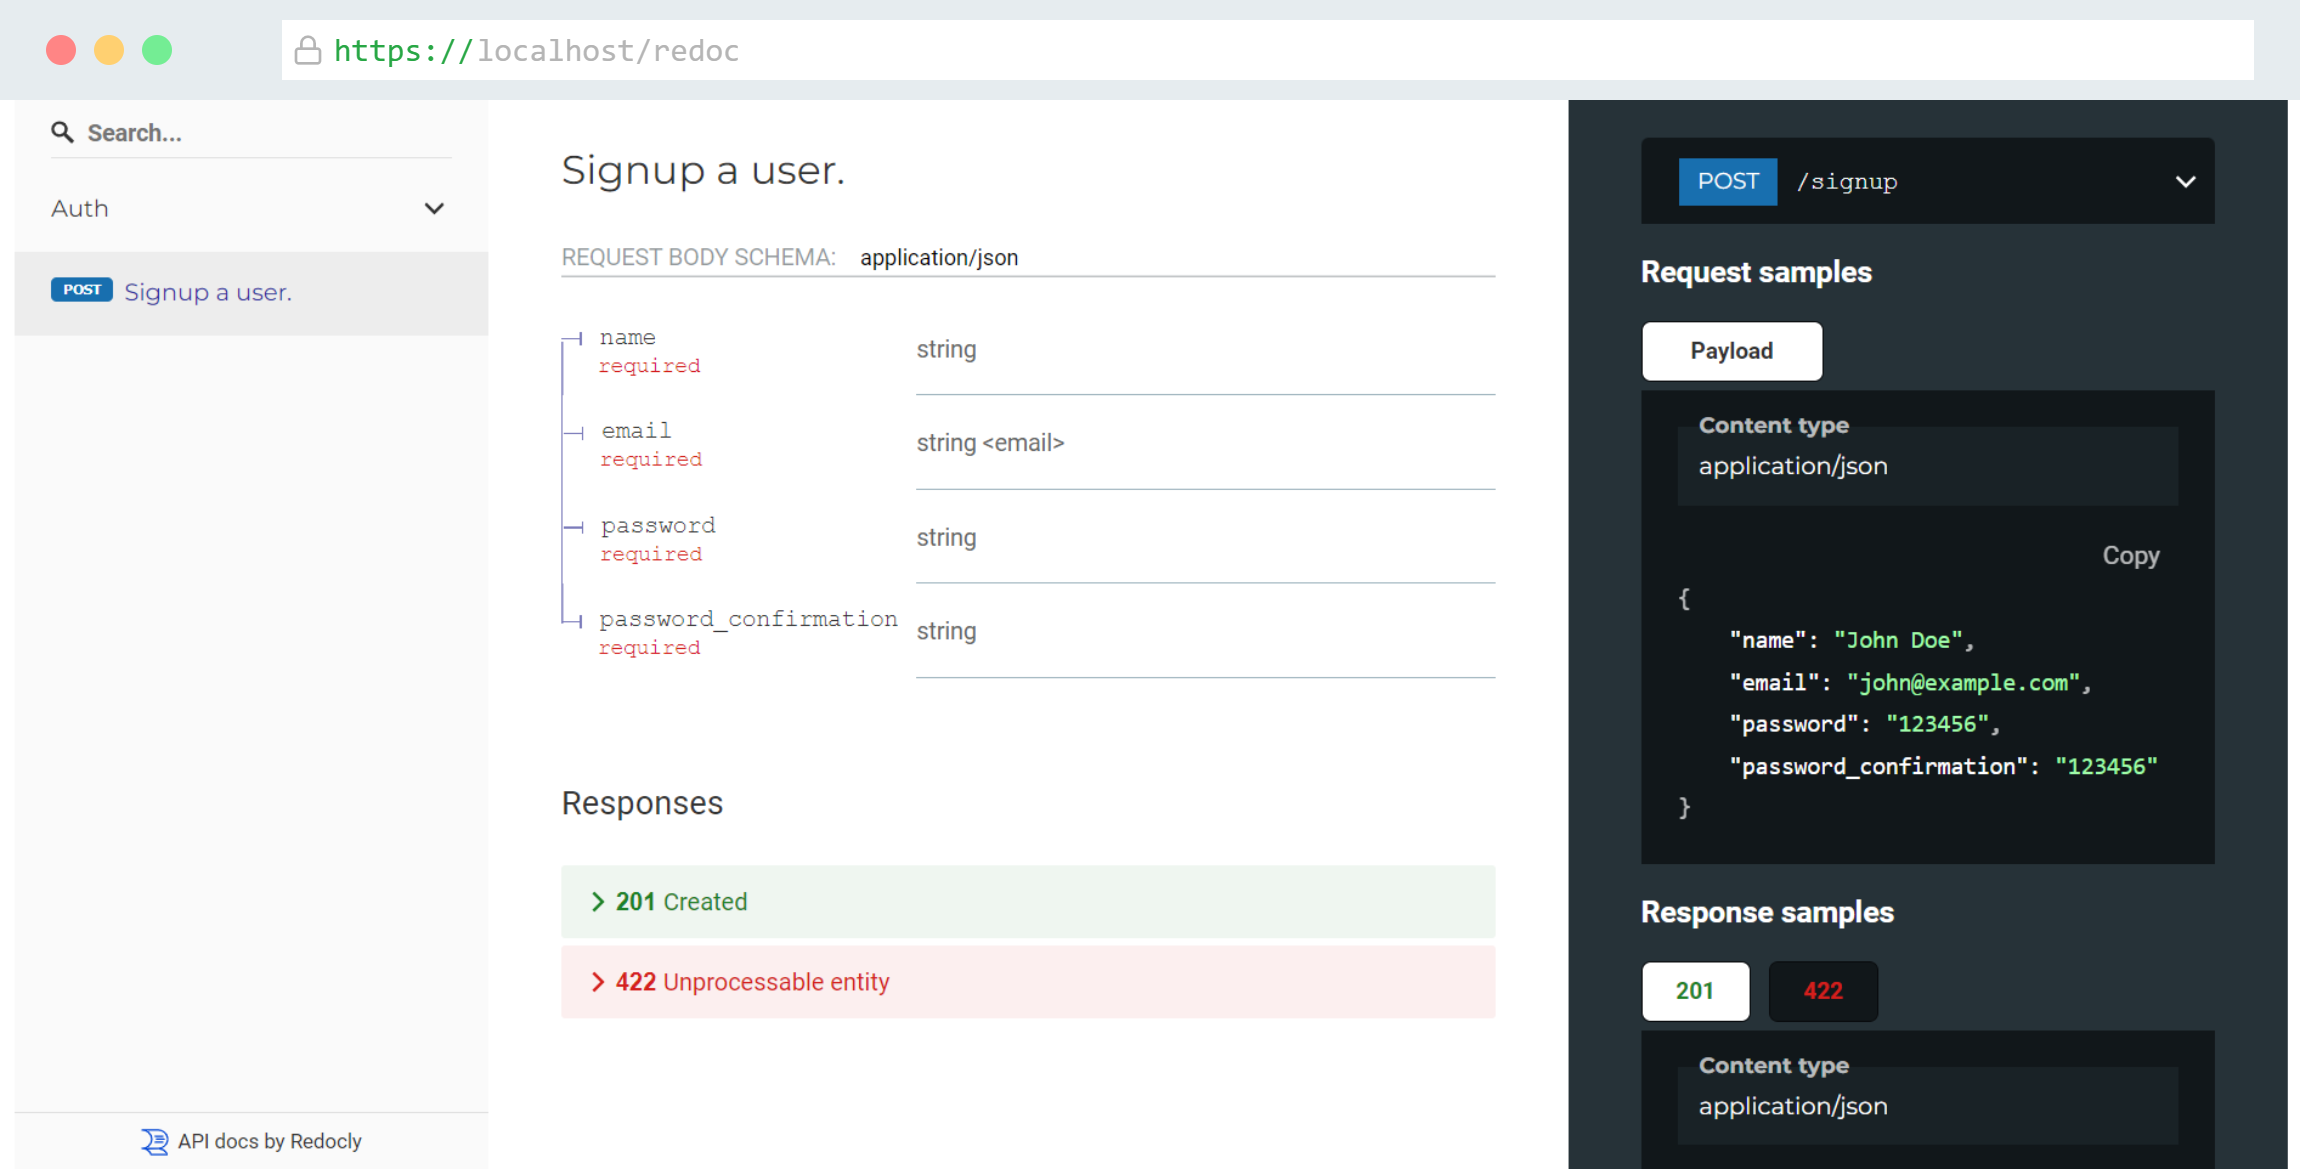 https://localhost/redoc
Search...
Auth
POST Signup a user.
API docs by Redocly
Signup a user.
REQUEST BODY SCHEMA: application/json
name
required
string
email
required
string <email>
password
required
string
password_confirmation
required
string
Responses
201 Created
422 Unprocessable entity
POST /signup
Request samples
Payload
Content type
application/json
Copy
{
"name": "John Doe",
"email": "john@example.com",
"password": "123456",
"password_confirmation": "123456"
}
Response samples
201 422
Content type
application/json